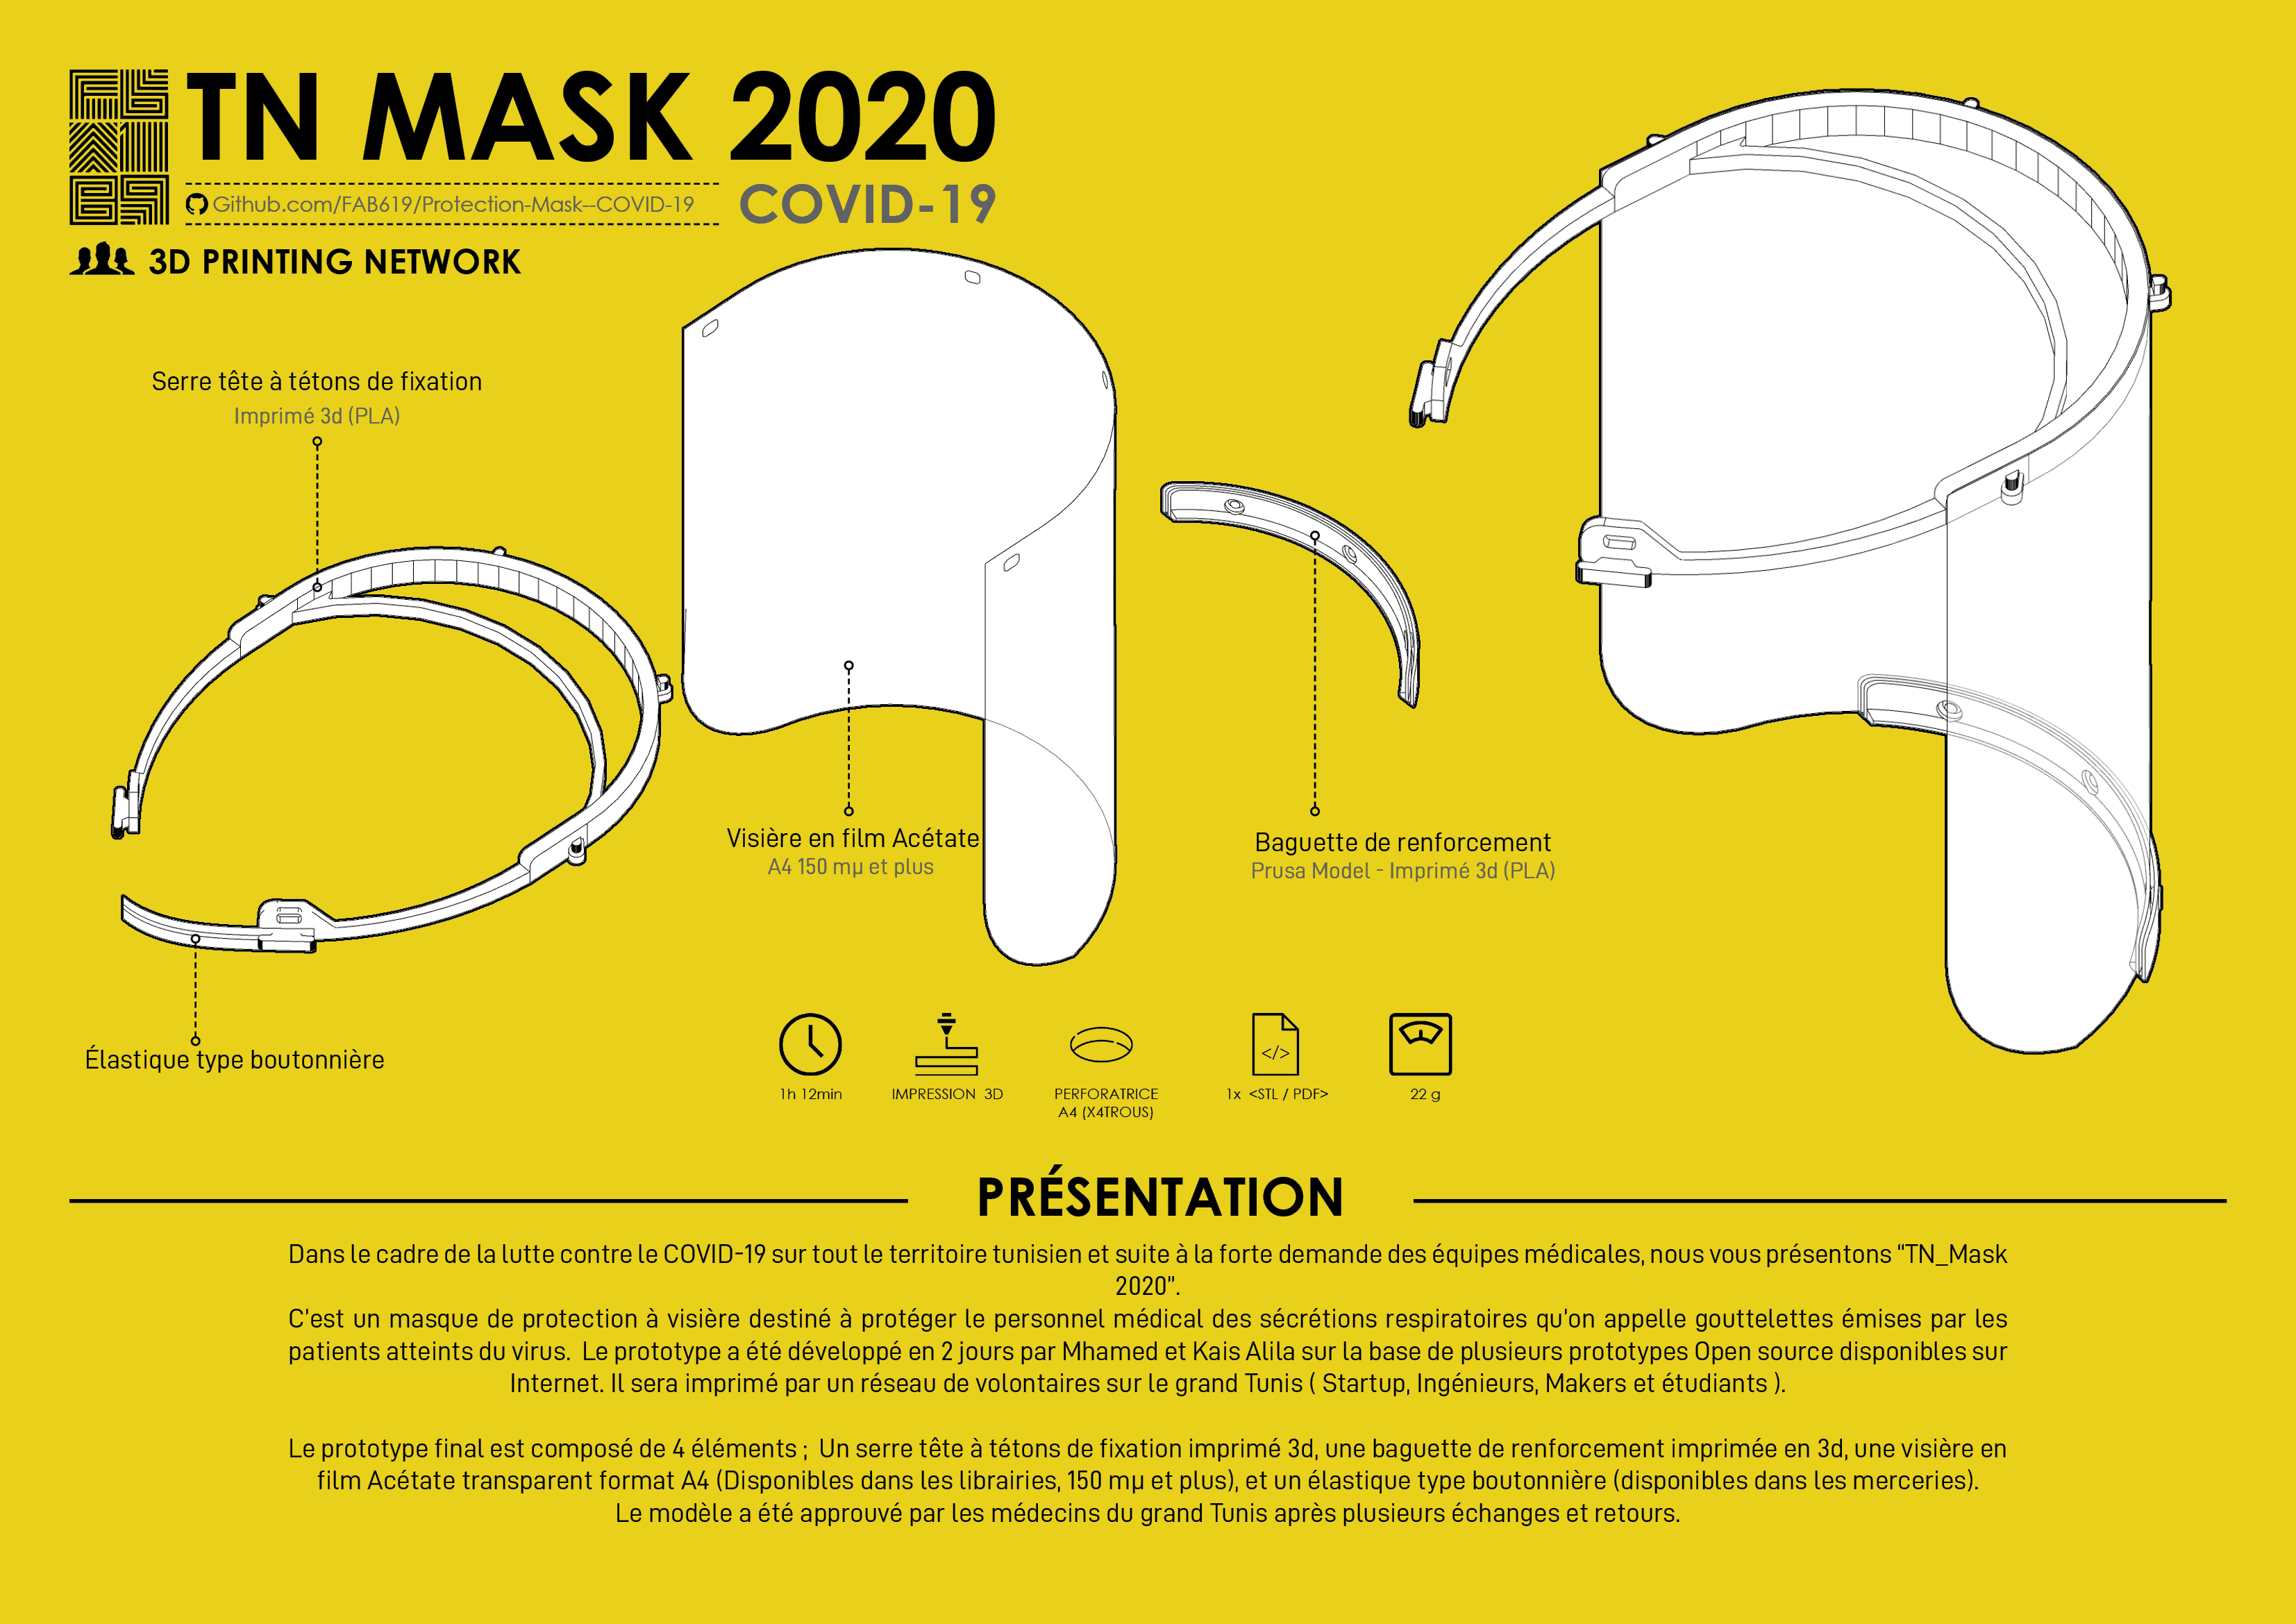 TN MASK 2020
Github.com/FAB619/Protection-Mask--COVID-19
COVID-19
3D PRINTING NETWORK
Serre tête à tétons de fixation
Imprimé 3d (PLA)
Visière en film Acétate
A4 150 mµ et plus
Baguette de renforcement
Prusa Model - Imprimé 3d (PLA)
Élastique type boutonnière
1h 12min
IMPRESSION 3D
PERFORATRICE
A4 (X4TROUS)
</>
1x <STL / PDF>
22 g
PRÉSENTATION
Dans le cadre de la lutte contre le COVID-19 sur tout le territoire tunisien et suite à la forte demande des équipes médicales, nous vous présentons “TN_Mask
2020”.
C'est un masque de protection à visière destiné à protéger le personnel médical des sécrétions respiratoires qu'on appelle gouttelettes émises par les
patients atteints du virus. Le prototype a été développé en 2 jours par Mhamed et Kais Alila sur la base de plusieurs prototypes Open source disponibles sur
Internet. Il sera imprimé par un réseau de volontaires sur le grand Tunis ( Startup, Ingénieurs, Makers et étudiants ).
Le prototype final est composé de 4 éléments ; Un serre tête à tétons de fixation imprimé 3d, une baguette de renforcement imprimée en 3d, une visière en
film Acétate transparent format A4 (Disponibles dans les librairies, 150 mµ et plus), et un élastique type boutonnière (disponibles dans les merceries).
Le modèle a été approuvé par les médecins du grand Tunis après plusieurs échanges et retours.